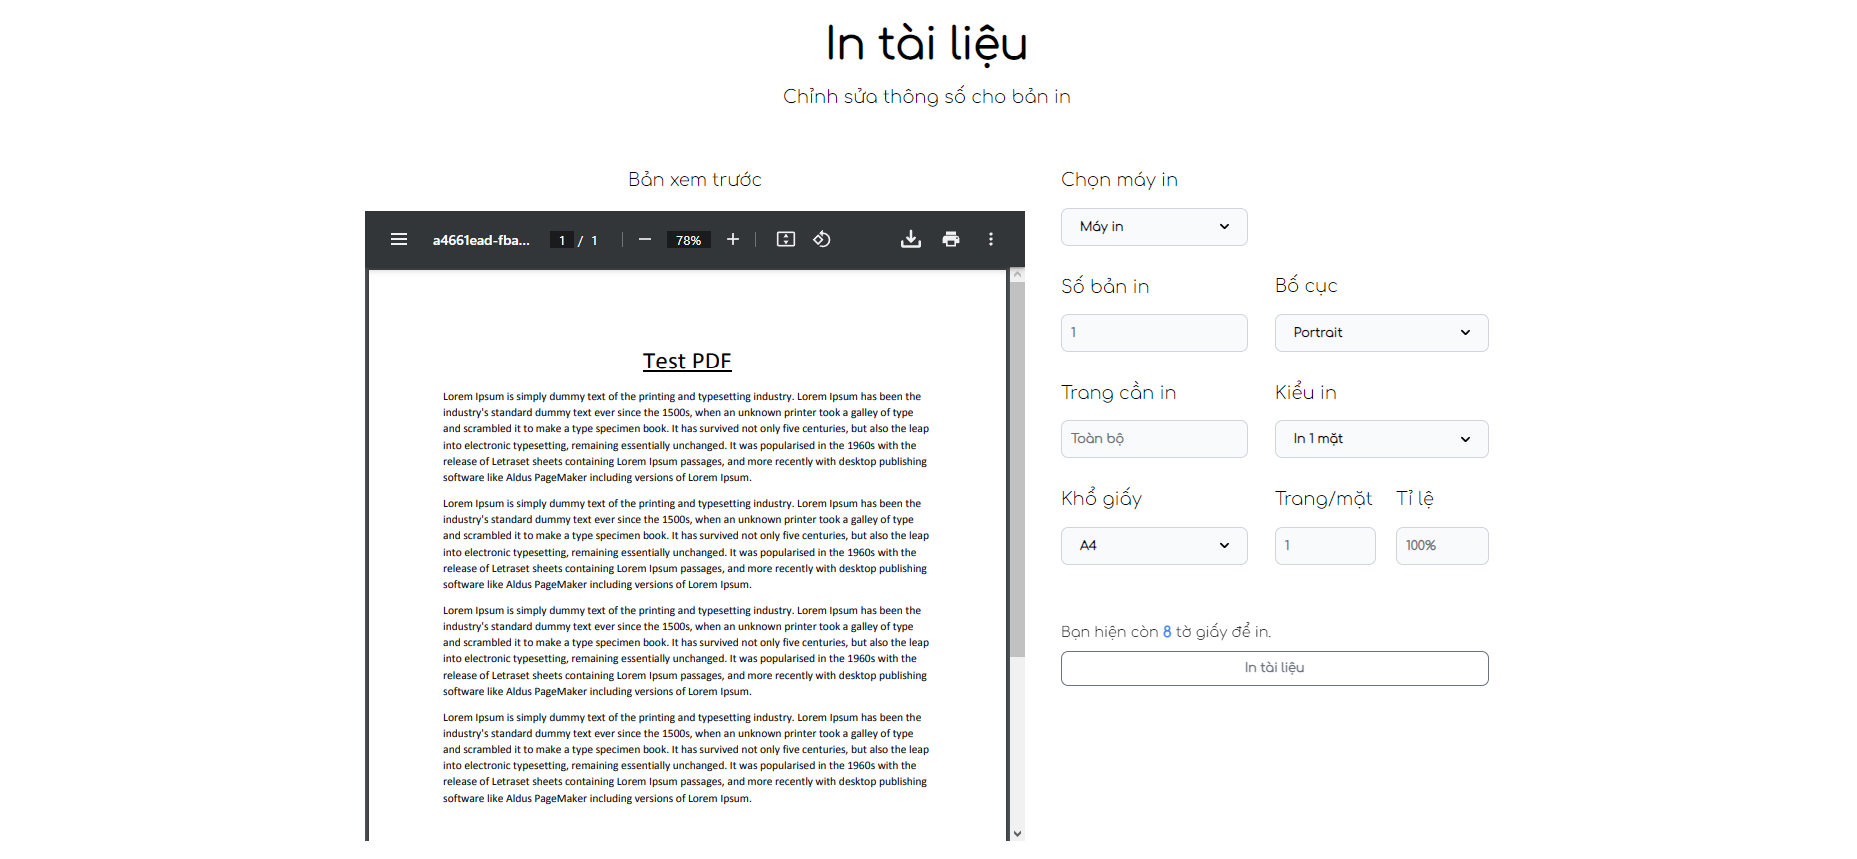 In tài liệu
Chỉnh sửa thông số cho bản in
Bản xem trước
a4661ead-fba...
1 / 1
78%
Test PDF
Lorem Ipsum is simply dummy text of the printing and typesetting industry. Lorem Ipsum has been the
industry's standard dummy text ever since the 1500s, when an unknown printer took a galley of type
and scrambled it to make a type specimen book. It has survived not only five centuries, but also the leap
into electronic typesetting, remaining essentially unchanged. It was popularised in the 1960s with the
release of Letraset sheets containing Lorem Ipsum passages, and more recently with desktop publishing
software like Aldus PageMaker including versions of Lorem Ipsum.
Lorem Ipsum is simply dummy text of the printing and typesetting industry. Lorem Ipsum has been the
industry's standard dummy text ever since the 1500s, when an unknown printer took a galley of type
and scrambled it to make a type specimen book. It has survived not only five centuries, but also the leap
into electronic typesetting, remaining essentially unchanged. It was popularised in the 1960s with the
release of Letraset sheets containing Lorem Ipsum passages, and more recently with desktop publishing
software like Aldus PageMaker including versions of Lorem Ipsum.
Lorem Ipsum is simply dummy text of the printing and typesetting industry. Lorem Ipsum has been the
industry's standard dummy text ever since the 1500s, when an unknown printer took a galley of type
and scrambled it to make a type specimen book. It has survived not only five centuries, but also the leap
into electronic typesetting, remaining essentially unchanged. It was popularised in the 1960s with the
release of Letraset sheets containing Lorem Ipsum passages, and more recently with desktop publishing
software like Aldus PageMaker including versions of Lorem Ipsum.
Lorem Ipsum is simply dummy text of the printing and typesetting industry. Lorem Ipsum has been the
industry's standard dummy text ever since the 1500s, when an unknown printer took a galley of type
and scrambled it to make a type specimen book. It has survived not only five centuries, but also the leap
into electronic typesetting, remaining essentially unchanged. It was popularised in the 1960s with the
release of Letraset sheets containing Lorem Ipsum passages, and more recently with desktop publishing
software like Aldus PageMaker including versions of Lorem Ipsum.
Chọn máy in
Máy in
Số bản in
1
Bố cục
Portrait
Trang cần in
Toàn bộ
Kiểu in
In 1 mặt
Khổ giấy
A4
Trang/mặt
1
Tỉ lệ
100%
Bạn hiện còn 8 tờ giấy để in.
In tài liệu